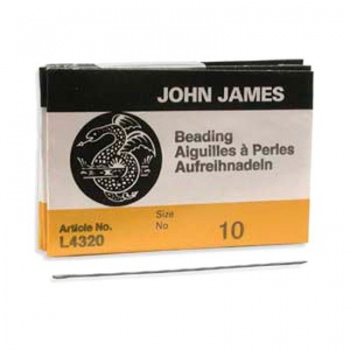 JOHN JAMES
Beading
Aiguilles à Perles
Aufreihnadeln
Article No.
L4320
Size
No
10